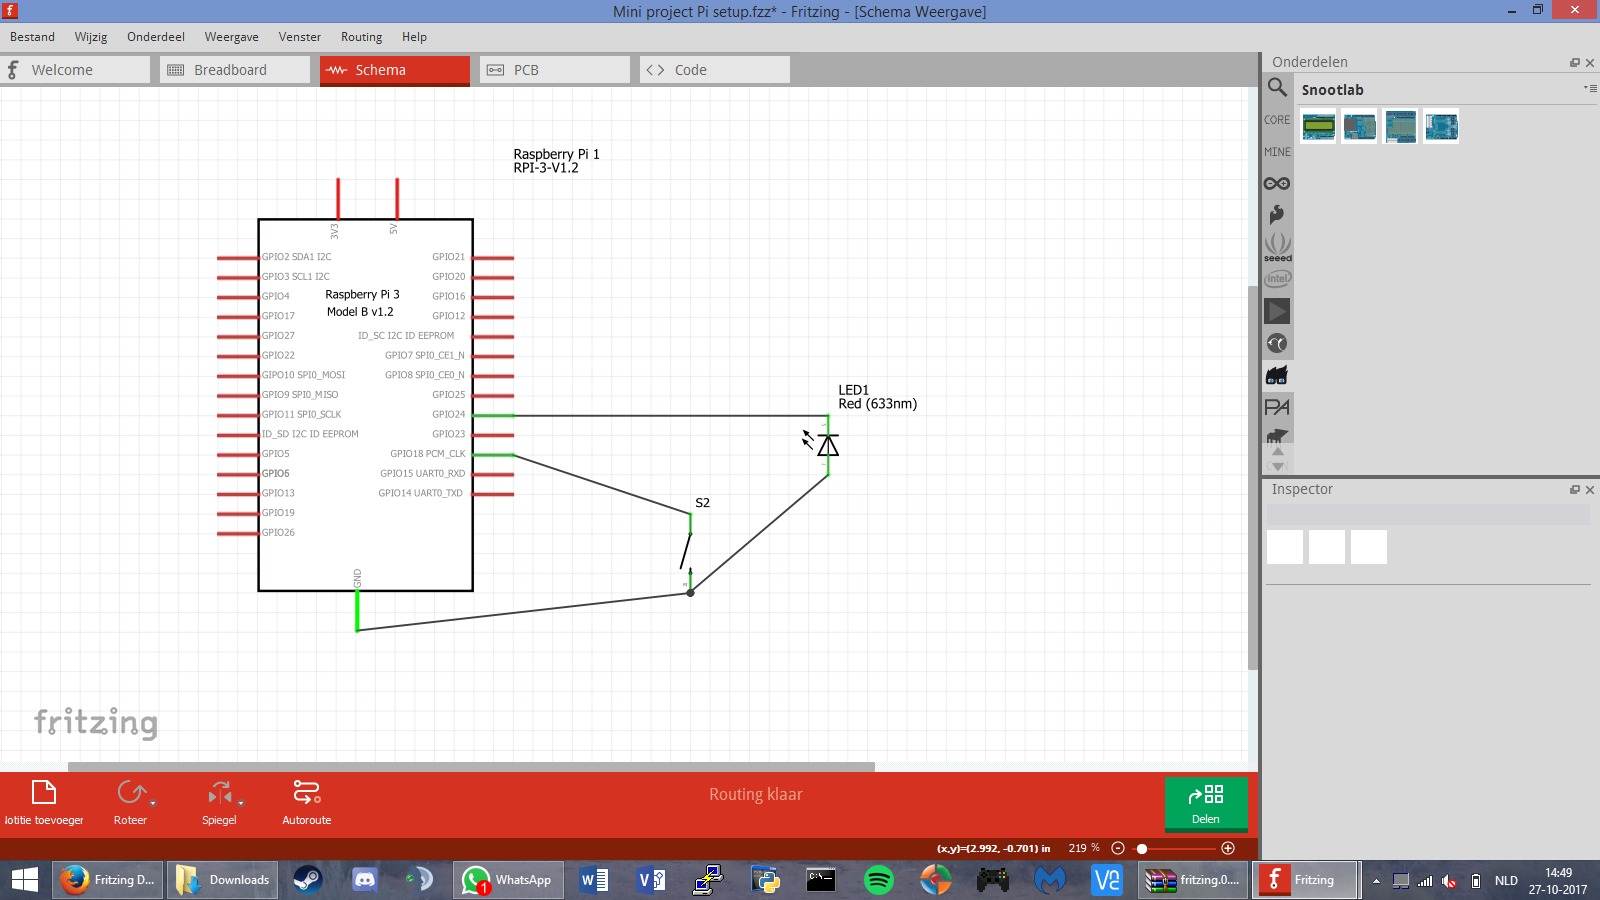 Mini project Pi setup.fzz* - Fritzing - [Schema Weergave]
Bestand Wijzig Onderdeel Weergave Venster Routing Help
Welcome Breadboard Schema PCB Code
Raspberry Pi 1
RPI-3-V1.2
3V3 5V
GPIO2 SDA1 I2C GPIO21
GPIO3 SCL1 I2C GPIO20
GPIO4 GPIO16
Raspberry Pi 3
Model B v1.2
GPIO17 GPIO12
GPIO27 ID_SC I2C ID EEPROM
GPIO22 GPIO7 SPI0_CE1_N
GIPO10 SPI0_MOSI GPIO8 SPI0_CE0_N
GPIO9 SPI0_MISO GPIO25
GPIO11 SPI0_SCLK GPIO24
ID_SD I2C ID EEPROM GPIO23
GPIO5 GPIO18 PCM_CLK
GPIO6 GPIO15 UART0_RXD
GPIO13 GPIO14 UART0_TXD
GPIO19
GPIO26
GND
LED1
Red (633nm)
S2
fritzing
Onderdelen
Snootlab
CORE
MINE
seeed
intel
PA
Inspector
Routing klaar
lotitie toevoeger Roteer Spiegel Autoroute Delen
(x,y)=(2.992, -0.701) in 219 %
Fritzing D... Downloads 1 WhatsApp fritzing.0.... Fritzing NLD 14:49
27-10-2017